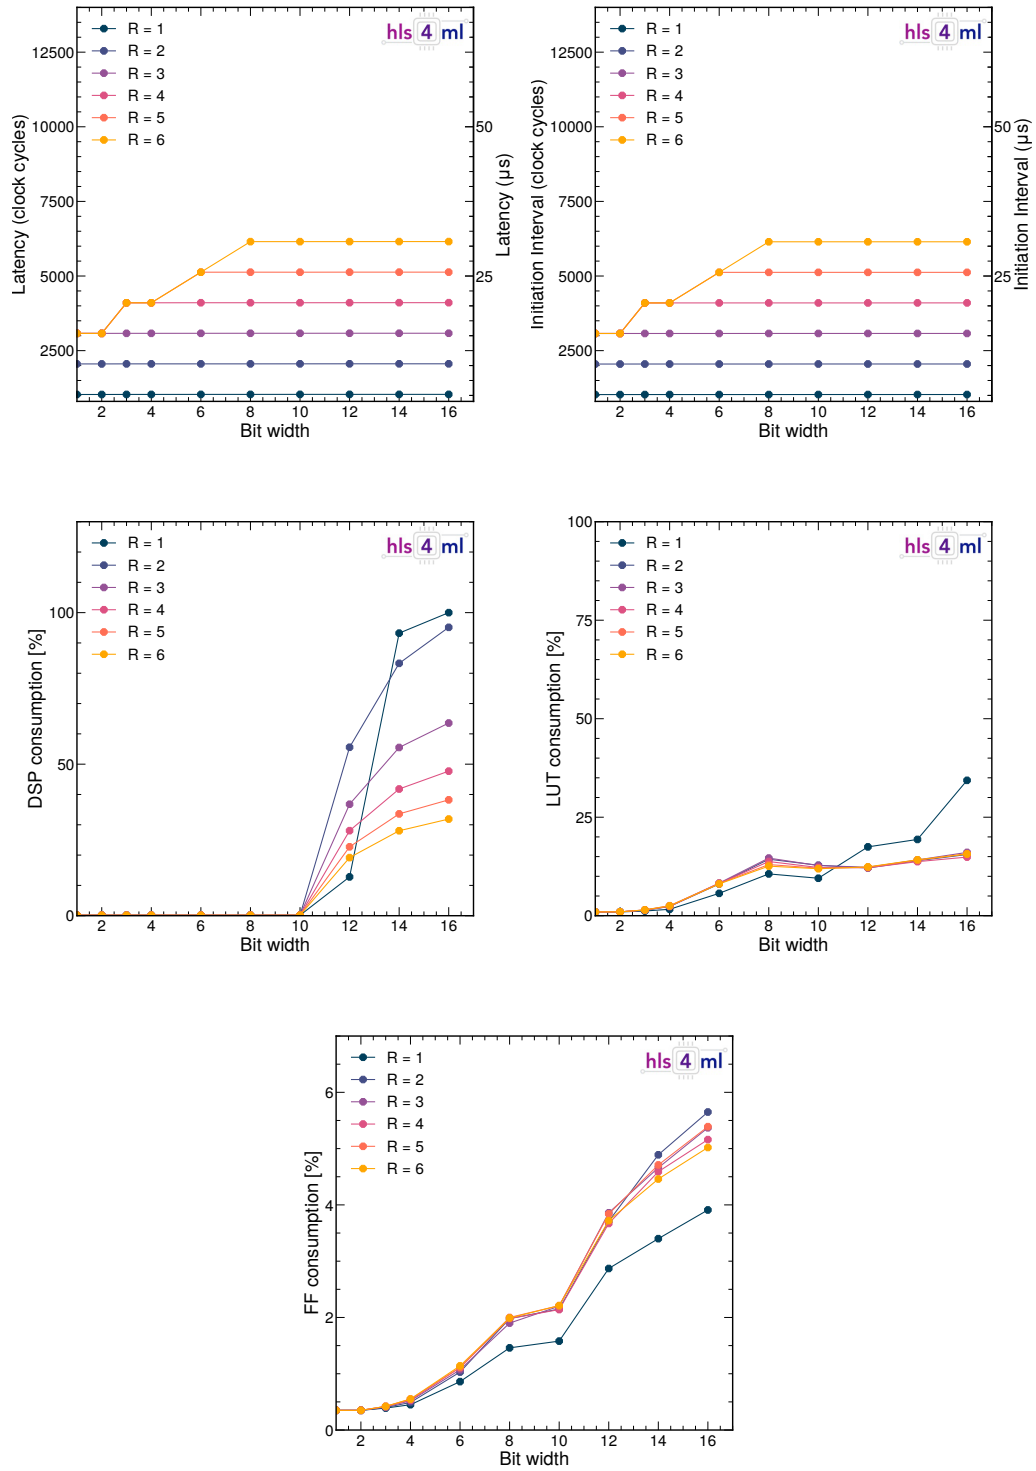 R = 1
R = 2
R = 3
R = 4
R = 5
R = 6
hls 4 ml
12500
10000
7500
5000
2500
50
25
2 4 6 8 10 12 14 16
Latency (clock cycles)
Latency (μs)
Bit width
R = 1
R = 2
R = 3
R = 4
R = 5
R = 6
hls 4 ml
12500
10000
7500
5000
2500
50
25
2 4 6 8 10 12 14 16
Initiation Interval (clock cycles)
Initiation Interval (μs)
Bit width
R = 1
R = 2
R = 3
R = 4
R = 5
R = 6
hls 4 ml
100
50
0
2 4 6 8 10 12 14 16
DSP consumption [%]
Bit width
R = 1
R = 2
R = 3
R = 4
R = 5
R = 6
hls 4 ml
100
75
50
25
0
2 4 6 8 10 12 14 16
LUT consumption [%]
Bit width
R = 1
R = 2
R = 3
R = 4
R = 5
R = 6
hls 4 ml
6
4
2
0
2 4 6 8 10 12 14 16
FF consumption [%]
Bit width